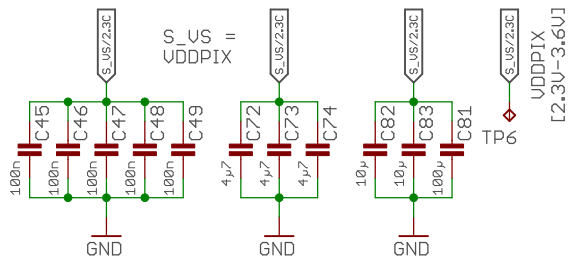 S_VS/2.3C
S_VS/2.3C
S_VS/2.3C
S_VS/2.3C
S_VS =
VDDPIX
VDDPIX
[2.3V-3.6V]
C45
C46
C47
C48
C49
C72
C73
C74
C82
C83
C81
TP6
100n
100n
100n
100n
100n
4µ7
4µ7
4µ7
10µ
10µ
100µ
GND
GND
GND